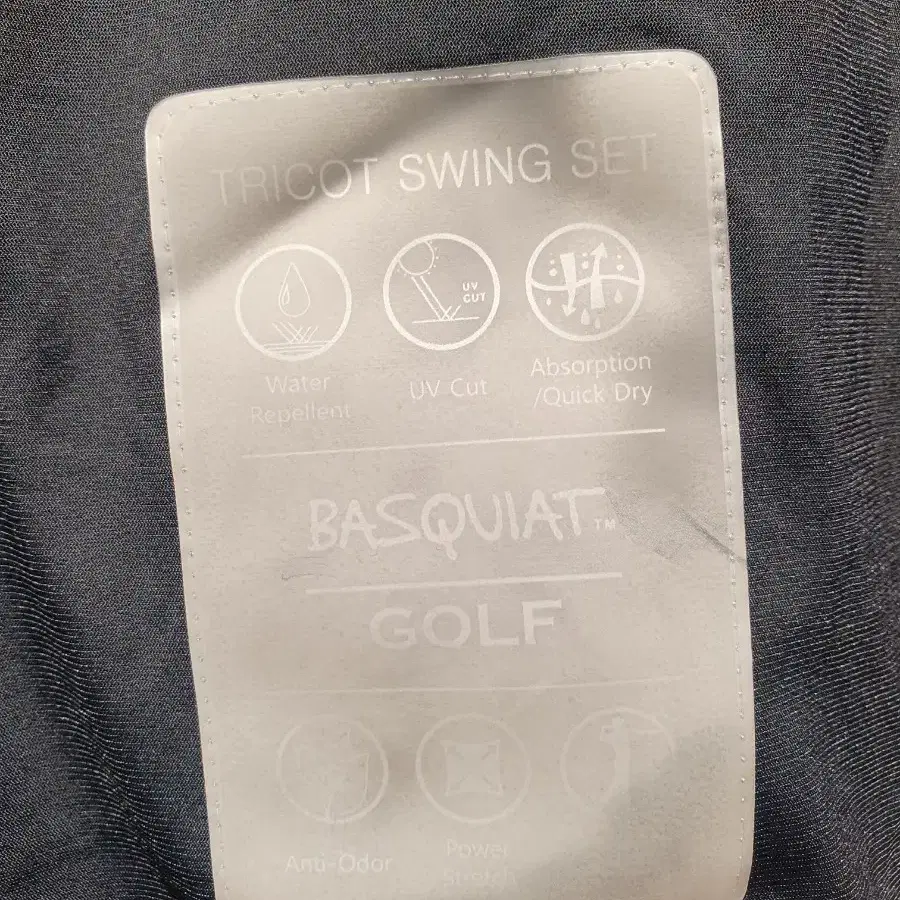 TRICOT SWING SET
UV
CUT
Water
Repellent
UV Cut
Absorption
/Quick Dry
BASQUIAT™
GOLF
Anti-Odor
Power
Stretch